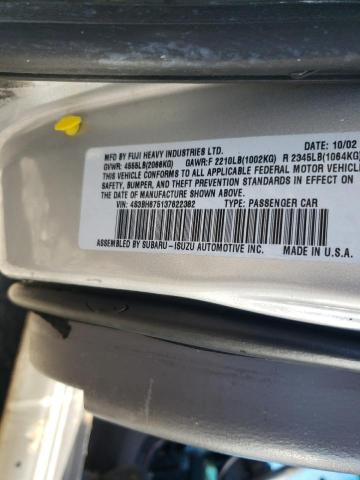 MFD BY FUJI HEAVY INDUSTRIES LTD. DATE: 10/02
GVWR: 4555LB(2066KG) GAWR:F 2210LB(1002KG) R 2345LB(1064KG)
THIS VEHICLE CONFORMS TO ALL APPLICABLE FEDERAL MOTOR VEHICLE
SAFETY, BUMPER, AND THEFT PREVENTION STANDARDS IN EFFECT ON
THE DATE OF MANUFACTURE SHOWN ABOVE.
VIN: 4S3BH675137622382 TYPE: PASSENGER CAR
ASSEMBLED BY SUBARU-ISUZU AUTOMOTIVE INC. MADE IN U.S.A.